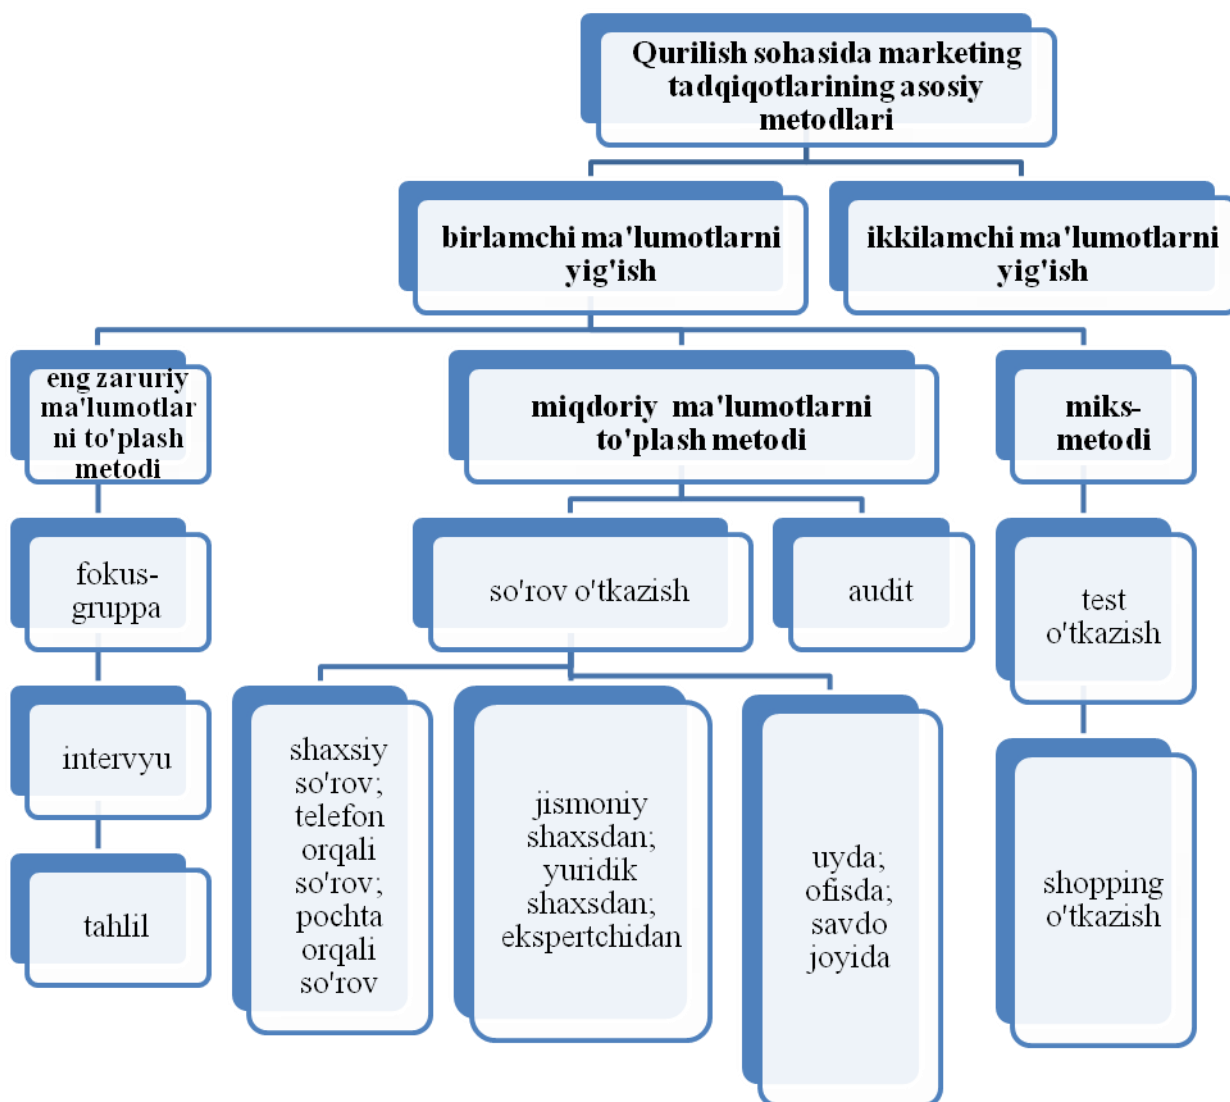 Qurilish sohasida marketing
tadqiqotlarining asosiy
metodlari
birlamchi ma'lumotlarni
yig'ish
ikkilamchi ma'lumotlarni
yig'ish
eng zaruriy
ma'lumotlar
ni to'plash
metodi
miqdoriy ma'lumotlarni
to'plash metodi
miks-
metodi
fokus-
gruppa
so'rov o'tkazish
audit
test
o'tkazish
intervyu
shaxsiy
so'rov;
telefon
orqali
so'rov;
pochta
orqali
so'rov
jismoniy
shaxsdan;
yuridik
shaxsdan;
ekspertchidan
uyda;
ofisda;
savdo
joyida
shopping
o'tkazish
tahlil